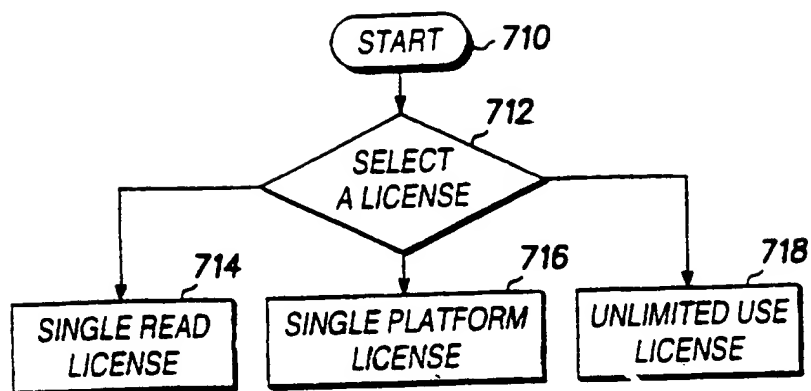 START
710
712
SELECT
A LICENSE
714
716
718
SINGLE READ
LICENSE
SINGLE PLATFORM
LICENSE
UNLIMITED USE
LICENSE